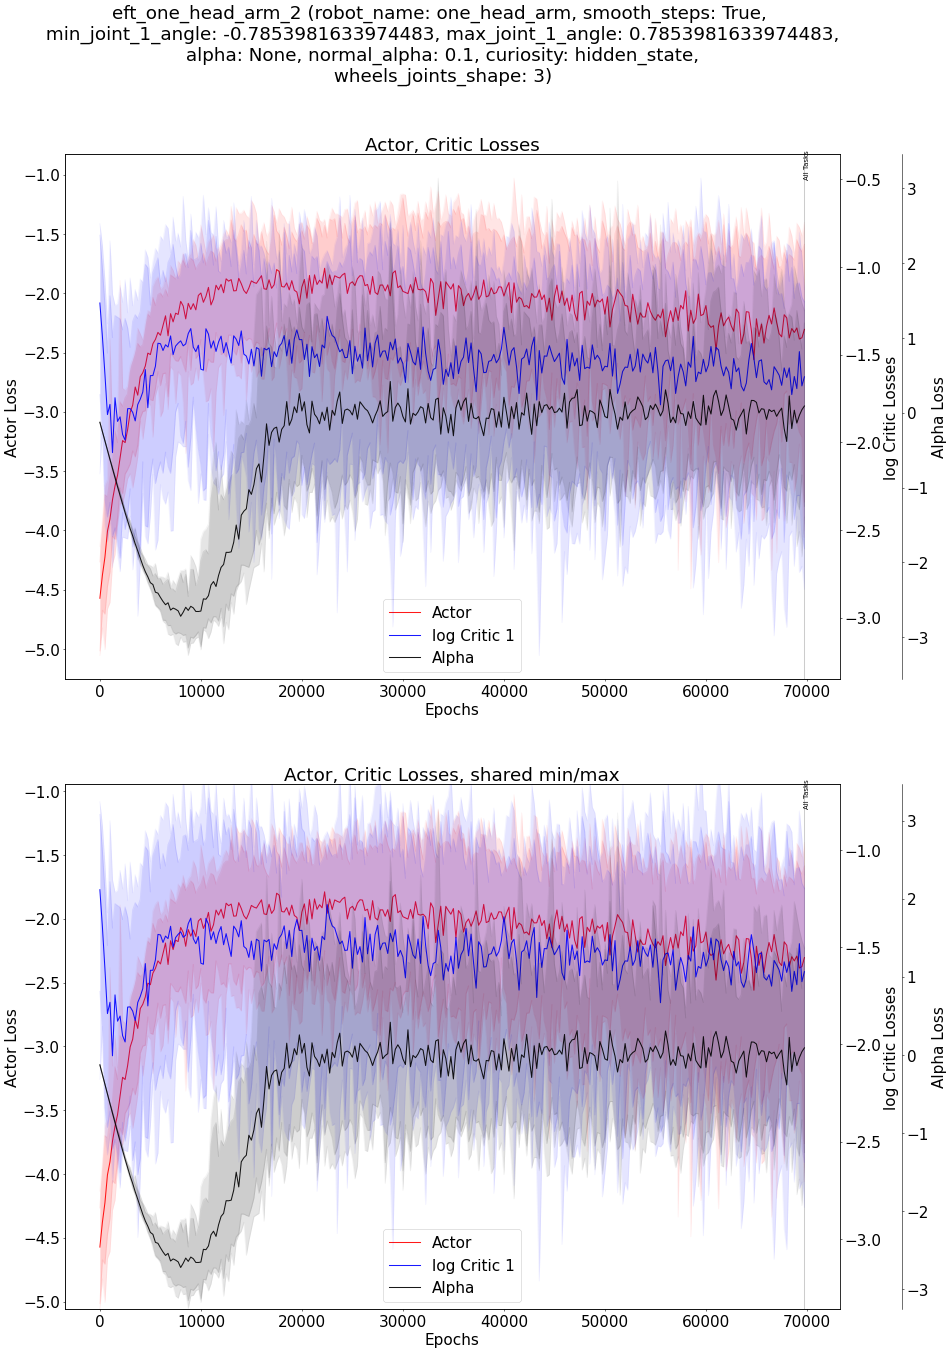 eft_one_head_arm_2 (robot_name: one_head_arm, smooth_steps: True,
min_joint_1_angle: -0.7853981633974483, max_joint_1_angle: 0.7853981633974483,
alpha: None, normal_alpha: 0.1, curiosity: hidden_state,
wheels_joints_shape: 3)
Actor, Critic Losses
All Tasks
−1.0
−1.5
−2.0
−2.5
−3.0
−3.5
−4.0
−4.5
−5.0
Actor Loss
−0.5
−1.0
−1.5
−2.0
−2.5
−3.0
log Critic Losses
3
2
1
0
−1
−2
−3
Alpha Loss
Actor
log Critic 1
Alpha
0 10000 20000 30000 40000 50000 60000 70000
Epochs
Actor, Critic Losses, shared min/max
All Tasks
−1.0
−1.5
−2.0
−2.5
−3.0
−3.5
−4.0
−4.5
−5.0
Actor Loss
−1.0
−1.5
−2.0
−2.5
−3.0
log Critic Losses
3
2
1
0
−1
−2
−3
Alpha Loss
Actor
log Critic 1
Alpha
0 10000 20000 30000 40000 50000 60000 70000
Epochs